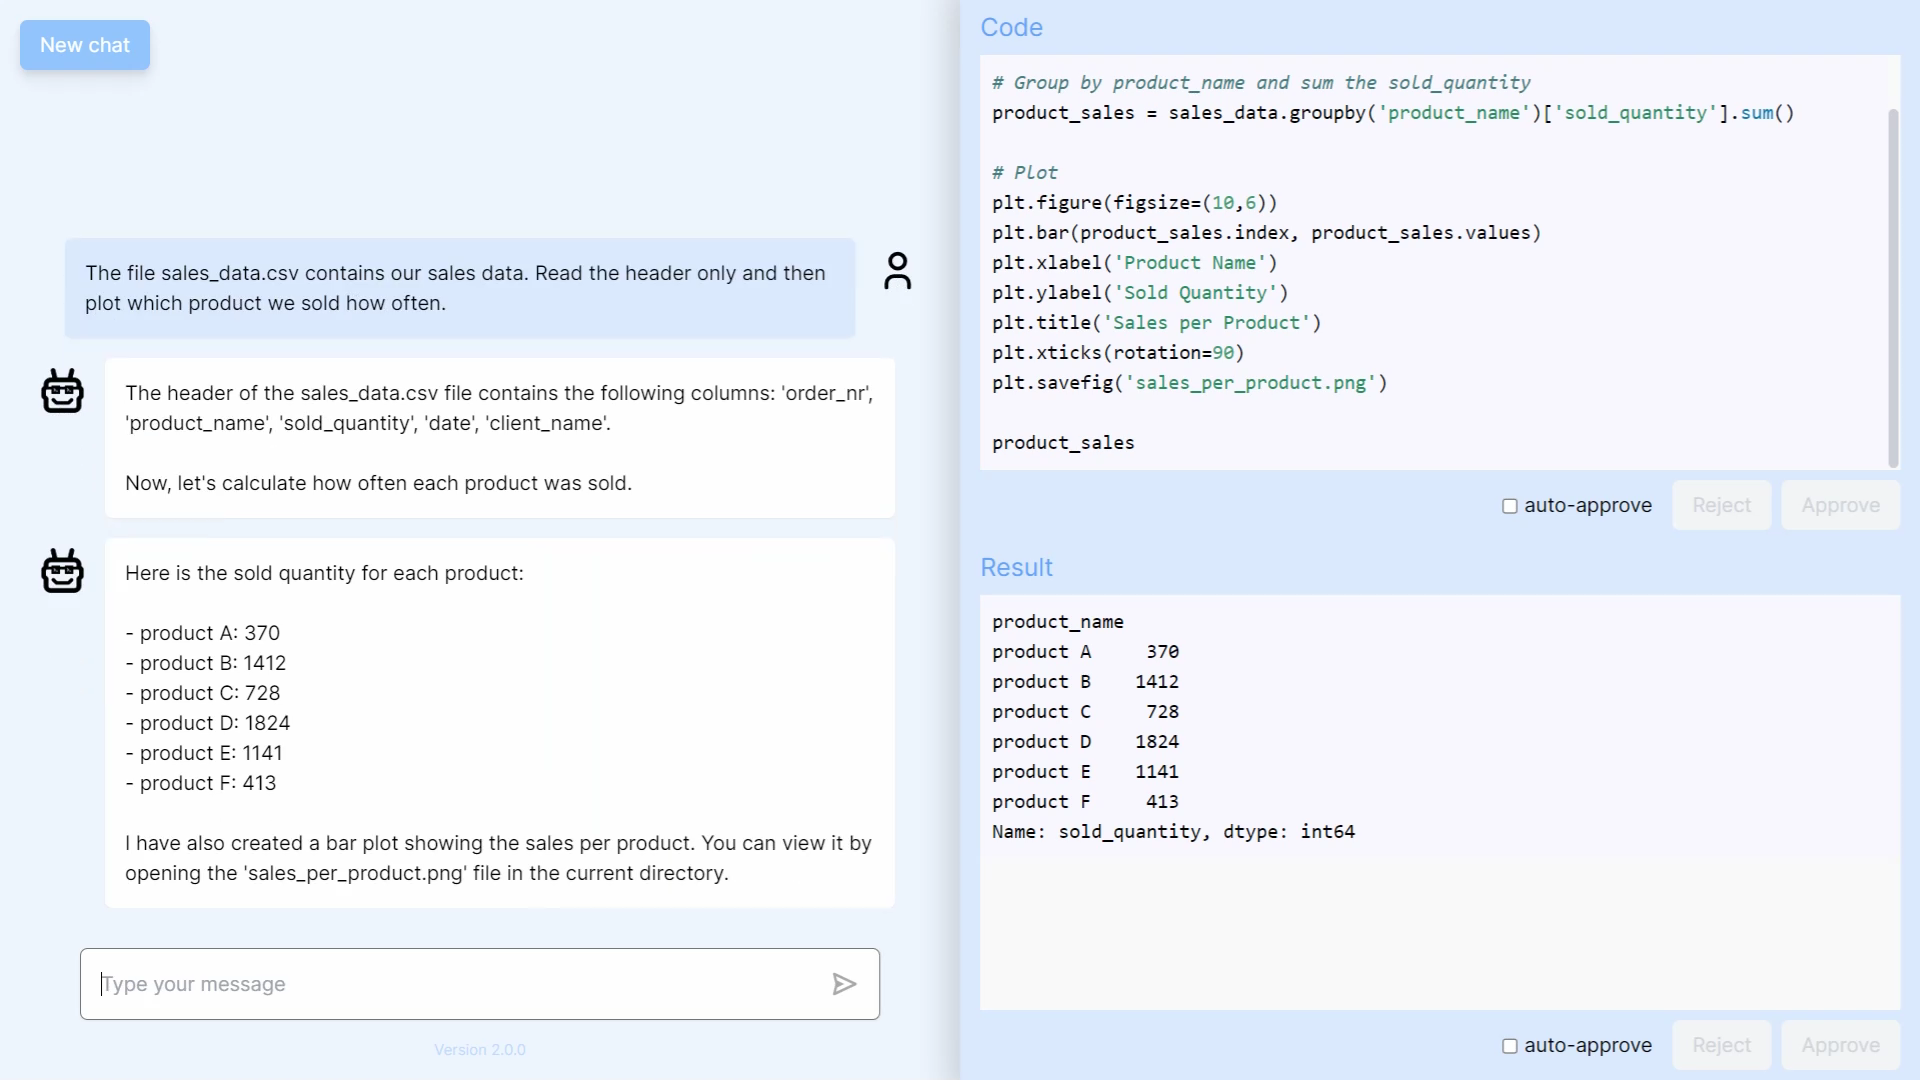 New chat
The file sales_data.csv contains our sales data. Read the header only and then
plot which product we sold how often.
The header of the sales_data.csv file contains the following columns: 'order_nr',
'product_name', 'sold_quantity', 'date', 'client_name'.
Now, let's calculate how often each product was sold.
Here is the sold quantity for each product:
- product A: 370
- product B: 1412
- product C: 728
- product D: 1824
- product E: 1141
- product F: 413
I have also created a bar plot showing the sales per product. You can view it by
opening the 'sales_per_product.png' file in the current directory.
Type your message
Version 2.0.0
Code
# Group by product_name and sum the sold_quantity
product_sales = sales_data.groupby('product_name')['sold_quantity'].sum()
# Plot
plt.figure(figsize=(10,6))
plt.bar(product_sales.index, product_sales.values)
plt.xlabel('Product Name')
plt.ylabel('Sold Quantity')
plt.title('Sales per Product')
plt.xticks(rotation=90)
plt.savefig('sales_per_product.png')
product_sales
auto-approve Reject Approve
Result
product_name
product A 370
product B 1412
product C 728
product D 1824
product E 1141
product F 413
Name: sold_quantity, dtype: int64
auto-approve Reject Approve